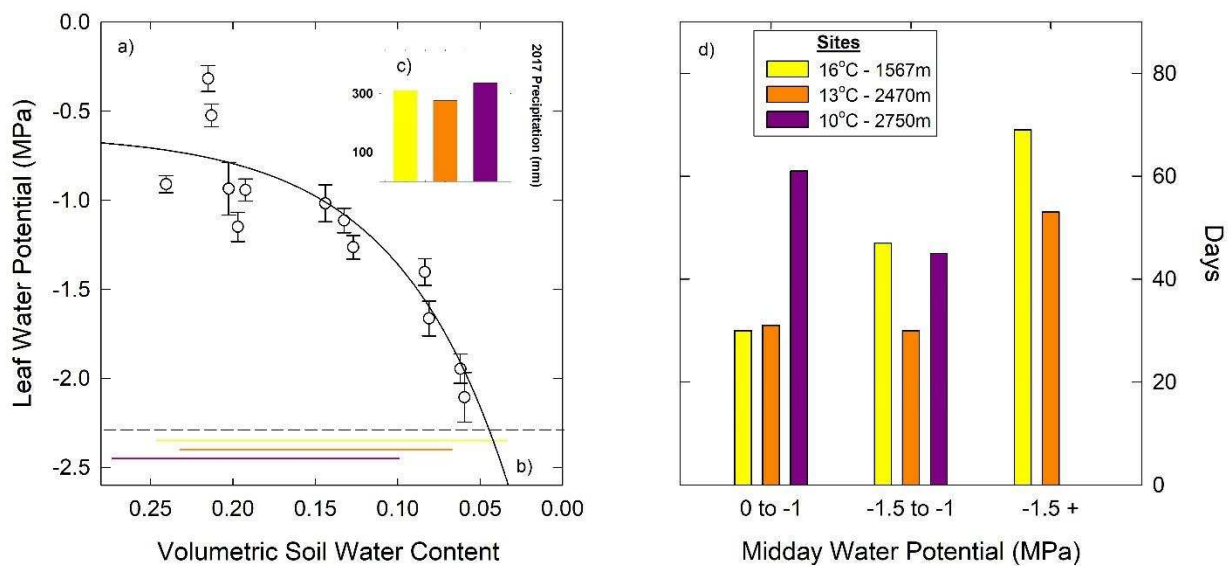 a)
0.0
-0.5
-1.0
-1.5
-2.0
-2.5
Leaf Water Potential (MPa)
c)
300
100
2017 Precipitation (mm)
b)
0.25 0.20 0.15 0.10 0.05 0.00
Volumetric Soil Water Content
d)
Sites
16°C - 1567m
13°C - 2470m
10°C - 2750m
80
60
40
20
0
Days
0 to -1 -1.5 to -1 -1.5 +
Midday Water Potential (MPa)